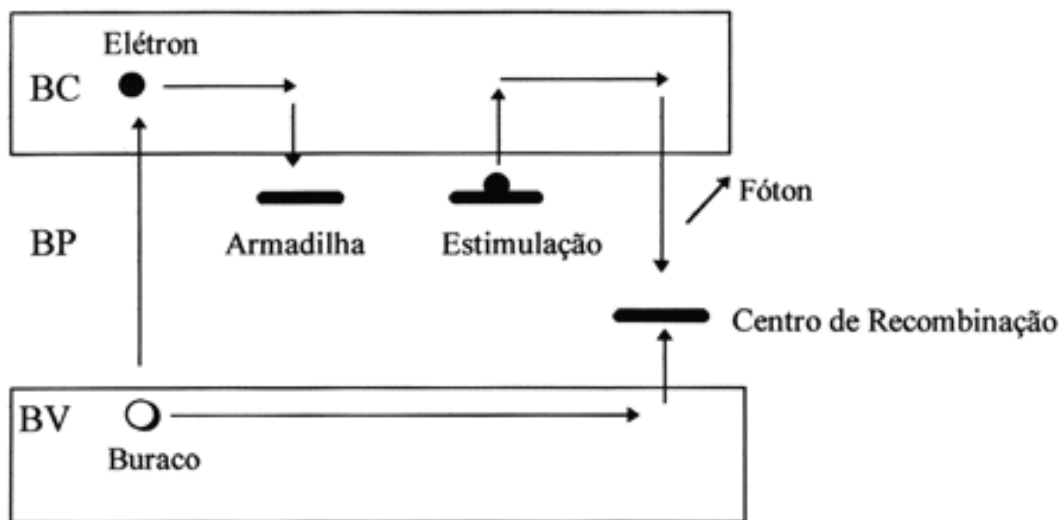 Elétron
BC
Fóton
BP
Armadilha
Estimulação
Centro de Recombinação
BV
Buraco